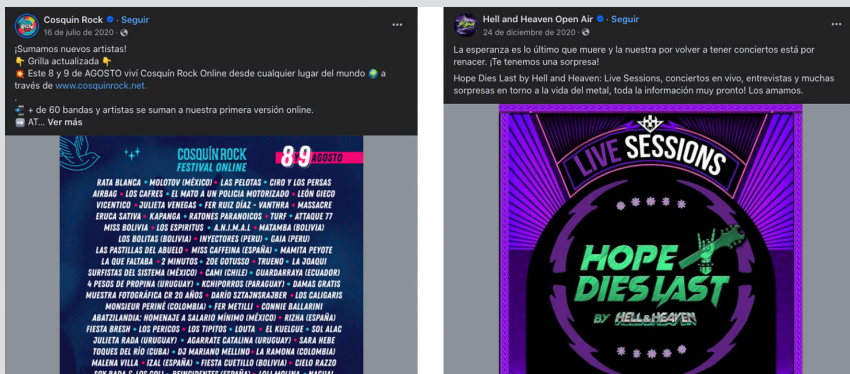 Cosquin Rock · Seguir
16 de julio de 2020 ·
¡Sumamos nuevos artistas!
👇 Grilla actualizada 👇
💥 Este 8 y 9 de AGOSTO viví Cosquín Rock Online desde cualquier lugar del mundo 🌍 a
través de www.cosquinrock.net.
.
+ de 60 bandas y artistas se suman a nuestra primera versión online.
➡️ AT... Ver más
COSQUÍN ROCK
FESTIVAL ONLINE
8 9 AGOSTO
RATA BLANCA • MOLOTOV (MÉXICO) • LAS PELOTAS • CIRO Y LOS PERSAS
AIRBAG • LOS CAFRES • EL MATO A UN POLICIA MOTORIZADO • LEÓN GIECO
VICENTICO • JULIETA VENEGAS • FER RUIZ DÍAZ - VANTHRA • MASSACRE
ERUCA SATIVA • KAPANGA • RATONES PARANOICOS • TURF • ATTAQUE 77
MISS BOLIVIA • LOS ESPIRITUS • A.N.I.M.A.L • MATAMBA (BOLIVIA)
LOS BOLITAS (BOLIVIA) • INYECTORES (PERU) • GAIA (PERU)
LAS PASTILLAS DEL ABUELO • MISS CAFFEINA (ESPAÑA) • MAMITA PEYOTE
LA QUE FALTABA • 2 MINUTOS • ZOE GOTUSSO • TRUENO • LA JOAQUI
SURFISTAS DEL SISTEMA (MÉXICO) • CAMI (CHILE) • GUARDARRAYA (ECUADOR)
4 PESOS DE PROPINA (URUGUAY) • KCHIPORROS (PARAGUAY) • DAMAS GRATIS
MUESTRA FOTOGRÁFICA CR 20 AÑOS • DARÍO SZTAJNSRAJBER • LOS CALIGARIS
MONSIEUR PERINÉ (COLOMBIA) • FER METILLI • CONNIE BALLARINI
ABATZILANDIA: HOMENAJE A SALARIO MÍNIMO (MÉXICO) • RIZHA (ESPAÑA)
FIESTA BRESH • LOS PERICOS • LOS TIPITOS • LOUTA • EL KUELGUE • SOL ALAC
JULIETA RADA (URUGUAY) • AGARRATE CATALINA (URUGUAY) • SARA HEBE
TOQUES DEL RÍO (CUBA) • DJ MARIANO MELLINO • LA RAMONA (COLOMBIA)
MALENA VILLA • IZAL (ESPAÑA) • FIESTA CUETILLO (BOLIVIA) • CIELO RAZZO
Hell and Heaven Open Air · Seguir
24 de diciembre de 2020 ·
La esperanza es lo último que muere y la nuestra por volver a tener conciertos está por
renacer. ¡Te tenemos una sorpresa!
Hope Dies Last by Hell and Heaven: Live Sessions, conciertos en vivo, entrevistas y muchas
sorpresas en torno a la vida del metal, toda la información muy pronto! Los amamos.
LIVE SESSIONS
HOPE
DIES LAST
BY HELL & HEAVEN